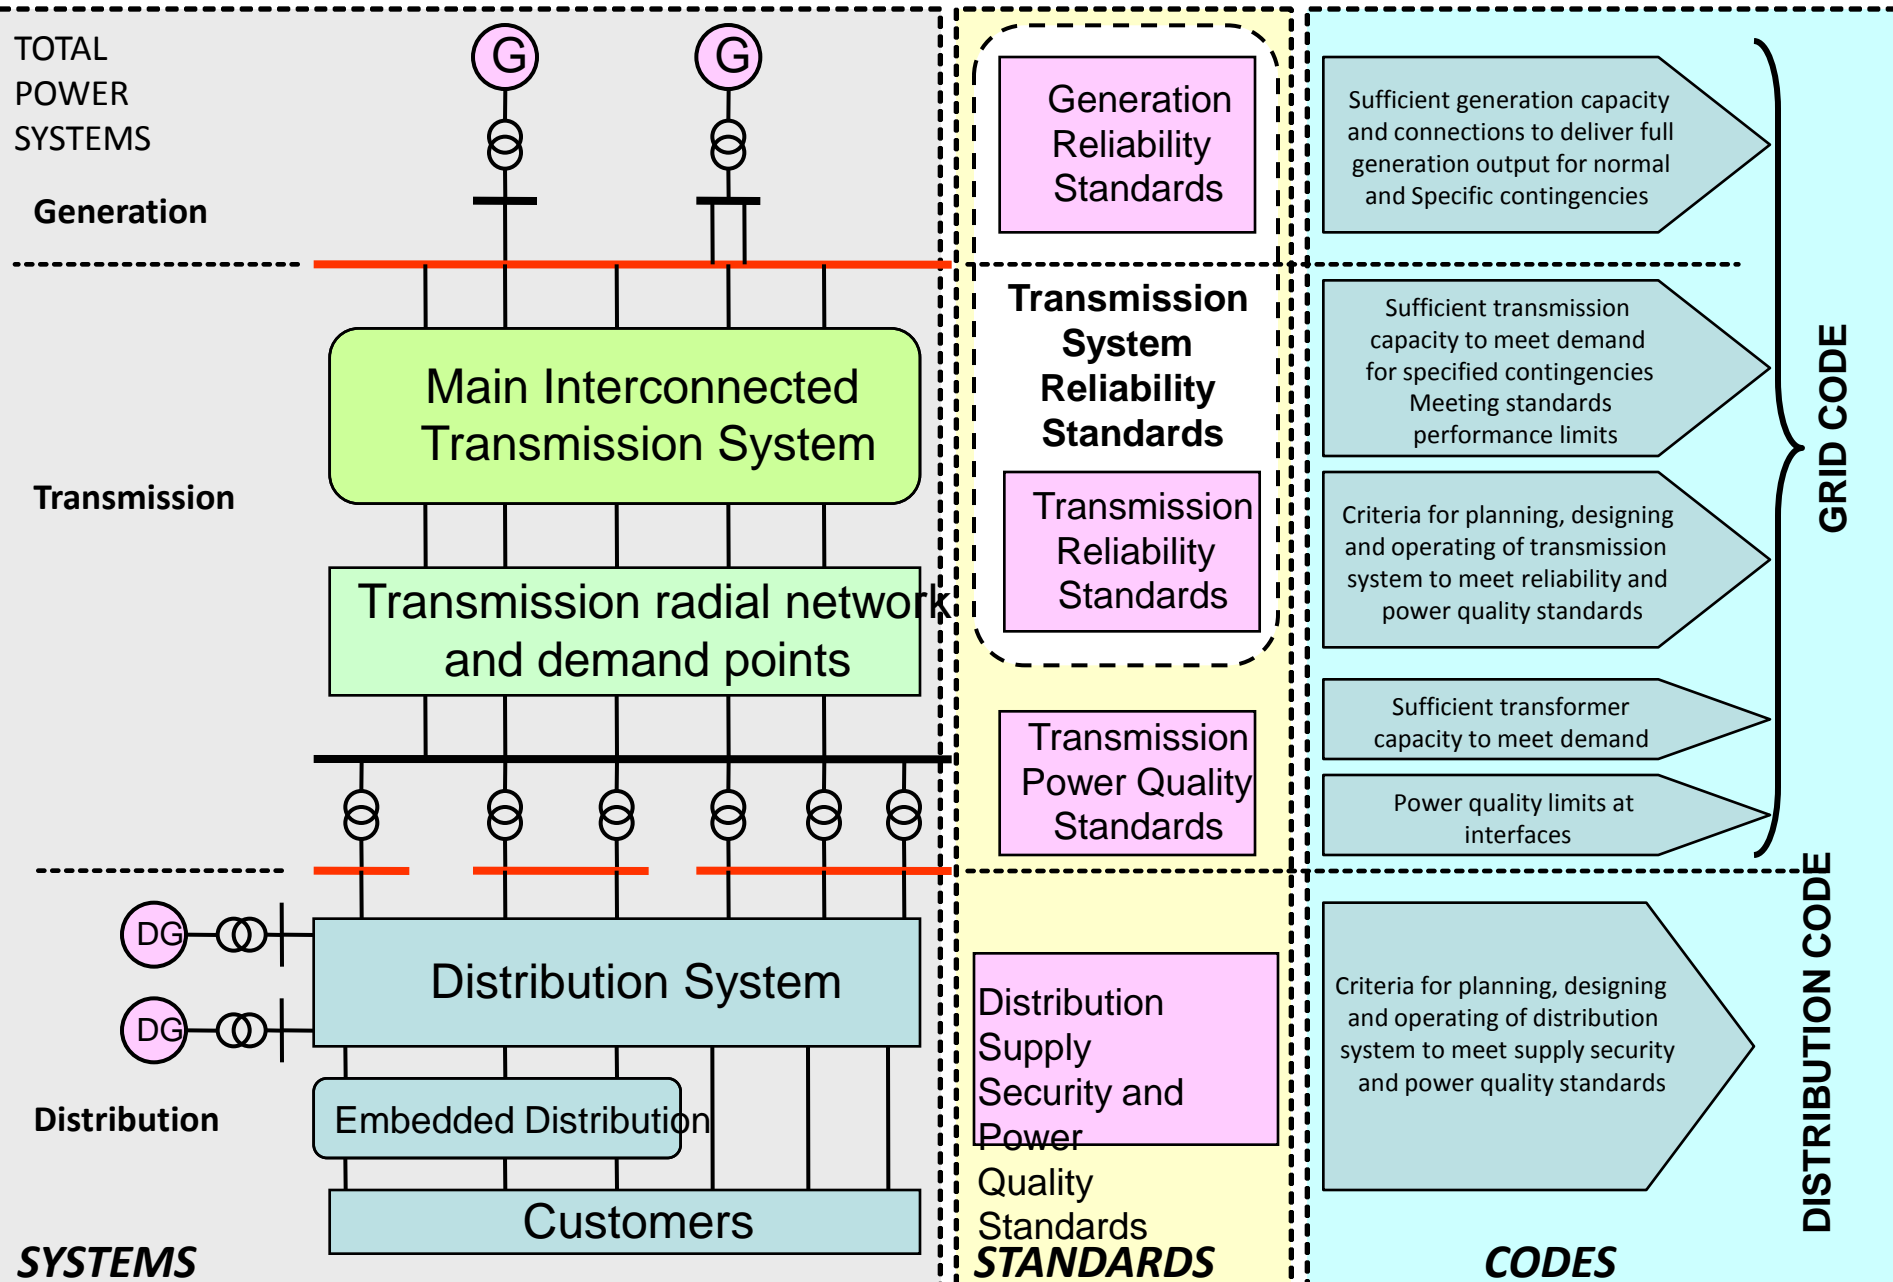 TOTAL
POWER
SYSTEMS
Generation
Transmission
Distribution
G
G
Main Interconnected
Transmission System
Transmission radial network
and demand points
DG
DG
Distribution System
Embedded Distribution
Customers
SYSTEMS
Generation
Reliability
Standards
Transmission
System
Reliability
Standards
Transmission
Reliability
Standards
Transmission
Power Quality
Standards
Distribution
Supply
Security and
Power
Quality
Standards
STANDARDS
Sufficient generation capacity
and connections to deliver full
generation output for normal
and Specific contingencies
Sufficient transmission
capacity to meet demand
for specified contingencies
Meeting standards
performance limits
Criteria for planning, designing
and operating of transmission
system to meet reliability and
power quality standards
Sufficient transformer
capacity to meet demand
Power quality limits at
interfaces
Criteria for planning, designing
and operating of distribution
system to meet supply security
and power quality standards
GRID CODE
DISTRIBUTION CODE
CODES